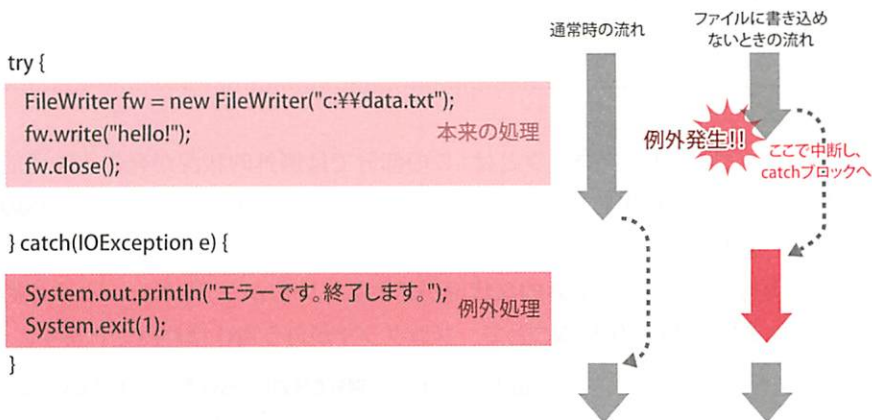 通常時の流れ
ファイルに書き込め
ないときの流れ
try {
FileWriter fw = new FileWriter("c:¥¥data.txt");
fw.write("hello!");
fw.close();
本来の処理
例外発生!!
ここで中断し、
catchブロックへ
} catch(IOException e) {
System.out.println("エラーです。終了します。");
System.exit(1);
例外処理
}